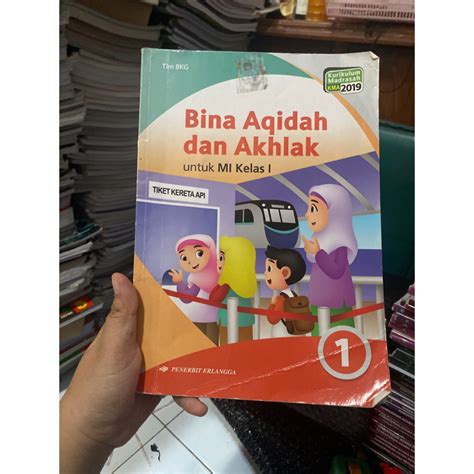 Tim BKG
Kurikulum
Madrasah
KMA 2019
Bina Aqidah
dan Akhlak
untuk MI Kelas I
TIKET KERETA API
1
PENERBIT ERLANGGA